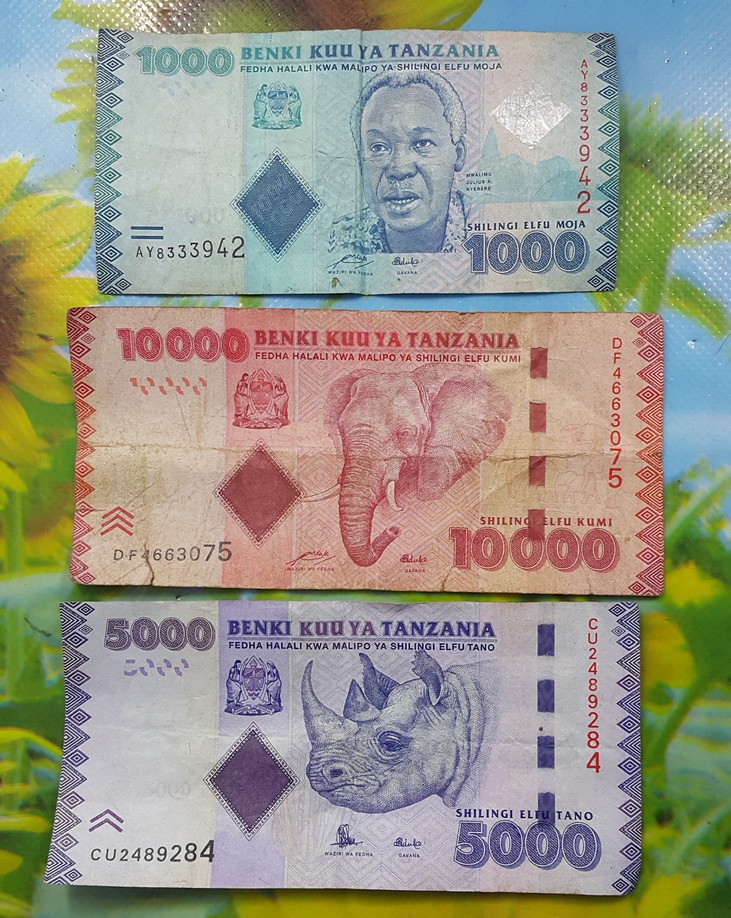 1000 BENKI KUU YA TANZANIA
FEDHA HALALI KWA MALIPO YA SHILINGI ELFU MOJA
AY8333942
MWALIMU
JULIUS K.
NYERERE
SHILINGI ELFU MOJA
AY8333942
1000
WAZIRI WA FEDHA
GAVANA
10000 BENKI KUU YA TANZANIA
FEDHA HALALI KWA MALIPO YA SHILINGI ELFU KUMI
DF4663075
SHILINGI ELFU KUMI
DF4663075
10000
WAZIRI WA FEDHA
GAVANA
5000 BENKI KUU YA TANZANIA
FEDHA HALALI KWA MALIPO YA SHILINGI ELFU TANO
CU2489284
SHILINGI ELFU TANO
CU2489284
5000
WAZIRI WA FEDHA
GAVANA